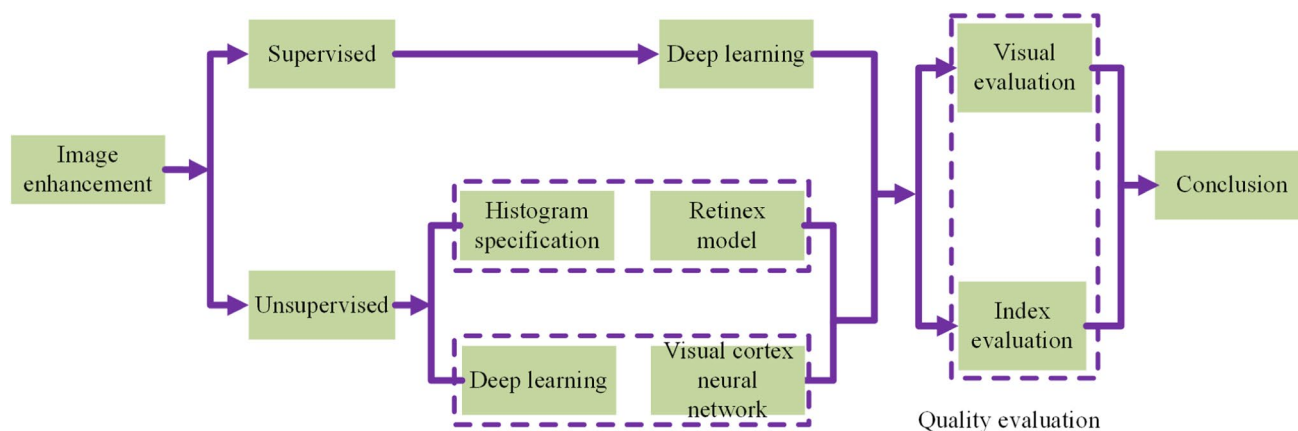 Image
enhancement
Supervised
Deep learning
Unsupervised
Histogram
specification
Retinex
model
Deep learning
Visual cortex
neural
network
Visual
evaluation
Index
evaluation
Quality evaluation
Conclusion